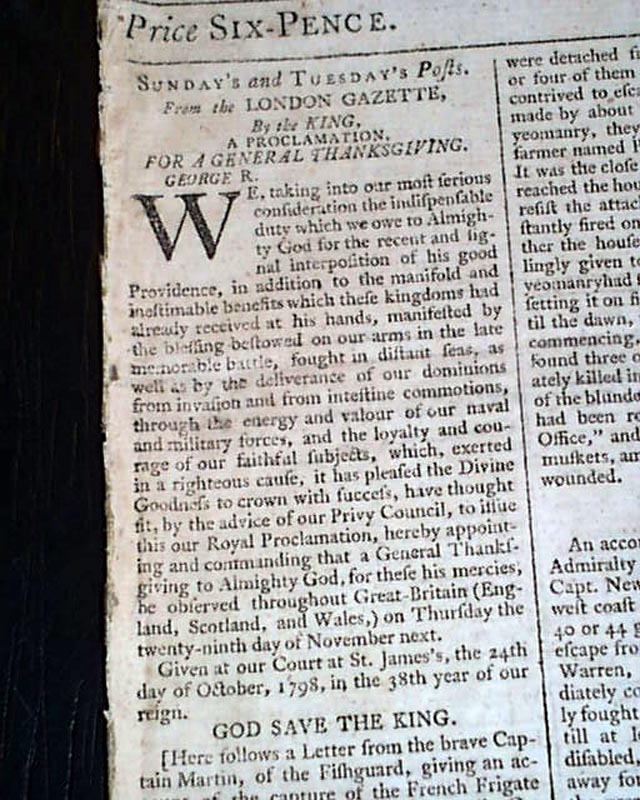 Price SIX-PENCE.
SUNDAY'S and TUESDAY'S Poſts.
From the LONDON GAZETTE,
By the KING,
A PROCLAMATION.
FOR A GENERAL THANKSGIVING.
GEORGE R.
WE, taking into our moſt ſerious
conſideration the indiſpenſable
duty which we owe to Almigh-
ty God for the recent and ſig-
nal interpoſition of his good
Providence, in addition to the manifold and
ineſtimable benefits which theſe kingdoms had
already received at his hands, manifeſted by
the bleſſing beſtowed on our arms in the late
memorable battle, fought in diſtant ſeas, as
well as by the deliverance of our dominions
from invaſion and from inteſtine commotions,
through the energy and valour of our naval
and military forces, and the loyalty and cou-
rage of our faithful ſubjects, which, exerted
in a righteous cauſe, it has pleaſed the Divine
Goodneſs to crown with ſucceſs, have thought
fit, by the advice of our Privy Council, to iſſue
this our Royal Proclamation, hereby appoint-
ing and commanding that a General Thankſ-
giving to Almighty God, for theſe his mercies,
be obſerved throughout Great-Britain (Eng-
land, Scotland, and Wales,) on Thurſday the
twenty-ninth day of November next.
Given at our Court at St. James's, the 24th
day of October, 1798, in the 38th year of our
reign.
GOD SAVE THE KING.
[Here follows a Letter from the brave Cap-
tain Martin, of the Fiſhguard, giving an ac-
of the capture of the French Frigate
were detached
or four of them
contrived to
made by about
yeomanry, they
farmer named
It was the cloſe
reached the
reſiſt the
ſtantly fired on
ther the houſe
lingly given
yeomanry had
ſetting it on
til the dawn,
commencing,
found three
ately killed
of the
had been
Office," and
muſkets,
wounded.
An
Admiralty
Capt.
weſt coaſt
40 or 44
eſcape
Warren,
diately
ly fought
till at
diſabled
away